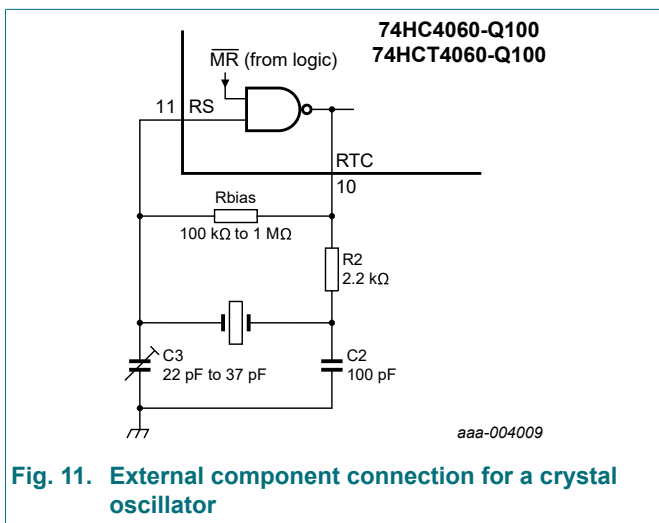 74HC4060-Q100
74HCT4060-Q100
MR (from logic)
11 RS
RTC
10
Rbias
100 kΩ to 1 MΩ
R2
2.2 kΩ
C3
22 pF to 37 pF
C2
100 pF
aaa-004009
Fig. 11. External component connection for a crystal
oscillator